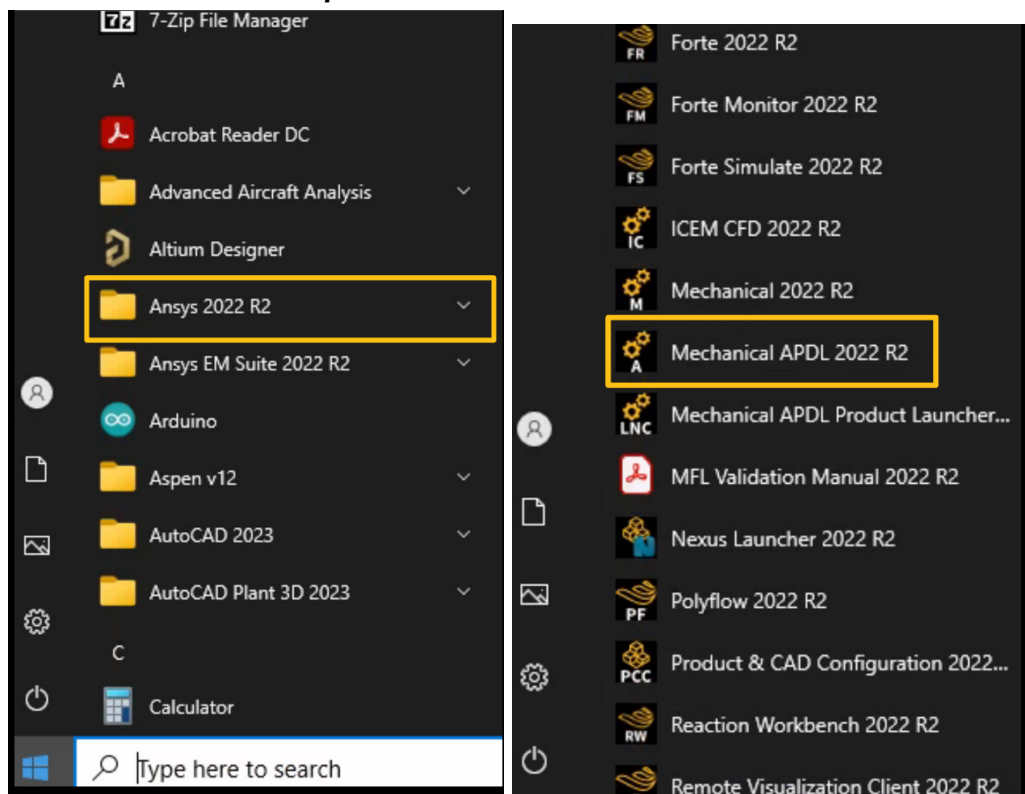 7z 7-Zip File Manager
A
Acrobat Reader DC
Advanced Aircraft Analysis
Altium Designer
Ansys 2022 R2
Ansys EM Suite 2022 R2
Arduino
Aspen v12
AutoCAD 2023
AutoCAD Plant 3D 2023
C
Calculator
Type here to search
FR Forte 2022 R2
FM Forte Monitor 2022 R2
FS Forte Simulate 2022 R2
IC ICEM CFD 2022 R2
M Mechanical 2022 R2
A Mechanical APDL 2022 R2
LNC Mechanical APDL Product Launcher...
MFL Validation Manual 2022 R2
N Nexus Launcher 2022 R2
PF Polyflow 2022 R2
PCC Product & CAD Configuration 2022...
RW Reaction Workbench 2022 R2
Remote Visualization Client 2022 R2